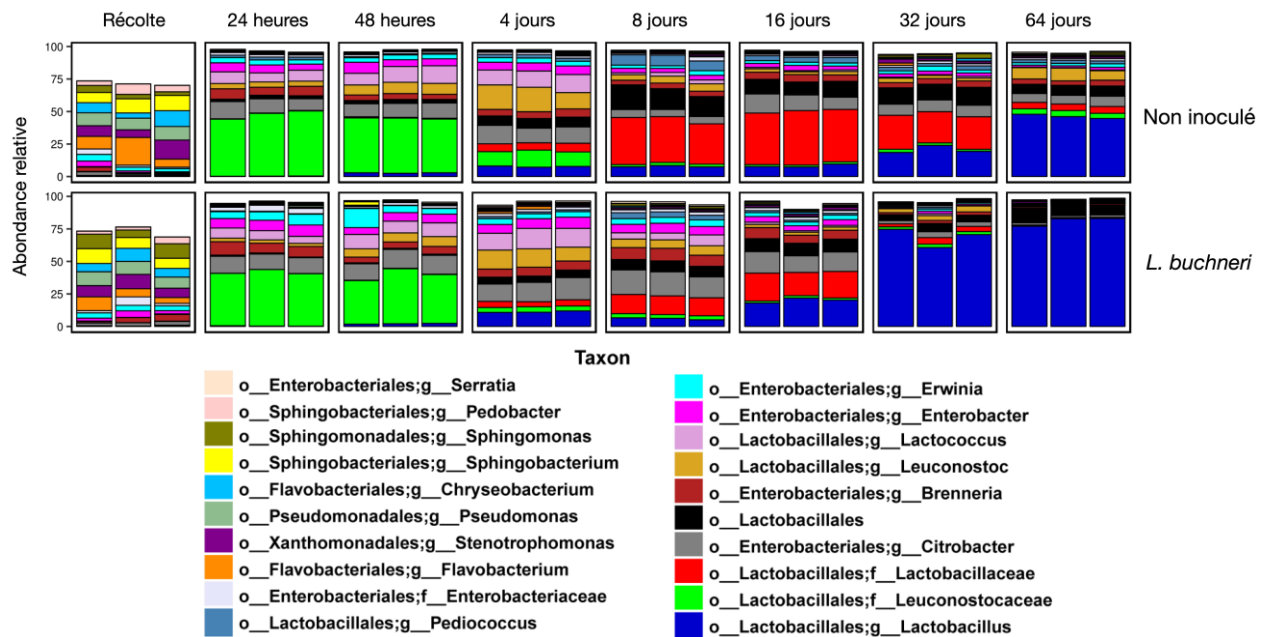 Récolte 24 heures 48 heures 4 jours 8 jours 16 jours 32 jours 64 jours
Abondance relative
100
75
50
25
0
Non inoculé
100
75
50
25
0
L. buchneri
Taxon
o__Enterobacteriales;g__Serratia
o__Sphingobacteriales;g__Pedobacter
o__Sphingomonadales;g__Sphingomonas
o__Sphingobacteriales;g__Sphingobacterium
o__Flavobacteriales;g__Chryseobacterium
o__Pseudomonadales;g__Pseudomonas
o__Xanthomonadales;g__Stenotrophomonas
o__Flavobacteriales;g__Flavobacterium
o__Enterobacteriales;f__Enterobacteriaceae
o__Lactobacillales;g__Pediococcus
o__Enterobacteriales;g__Erwinia
o__Enterobacteriales;g__Enterobacter
o__Lactobacillales;g__Lactococcus
o__Lactobacillales;g__Leuconostoc
o__Enterobacteriales;g__Brenneria
o__Lactobacillales
o__Enterobacteriales;g__Citrobacter
o__Lactobacillales;f__Lactobacillaceae
o__Lactobacillales;f__Leuconostocaceae
o__Lactobacillales;g__Lactobacillus